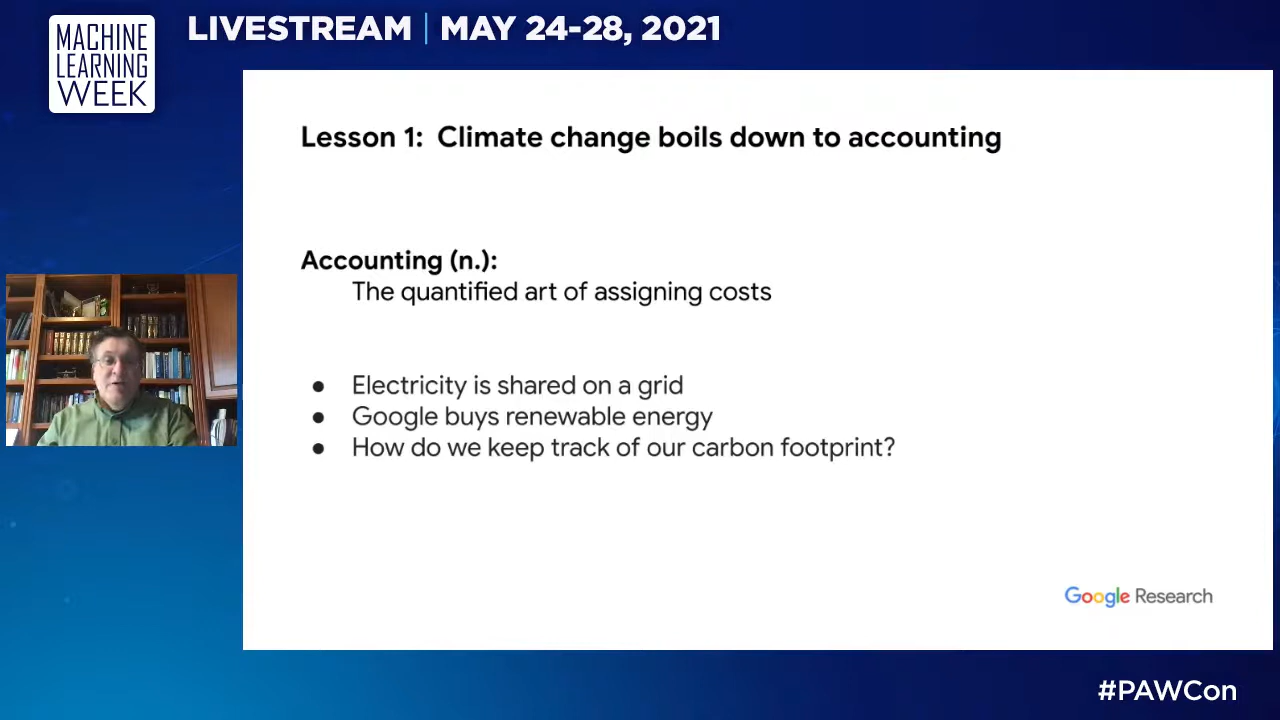 MACHINE
LEARNING
WEEK
LIVESTREAM | MAY 24-28, 2021
Lesson 1: Climate change boils down to accounting
Accounting (n.):
The quantified art of assigning costs
● Electricity is shared on a grid
● Google buys renewable energy
● How do we keep track of our carbon footprint?
Google Research
#PAWCon